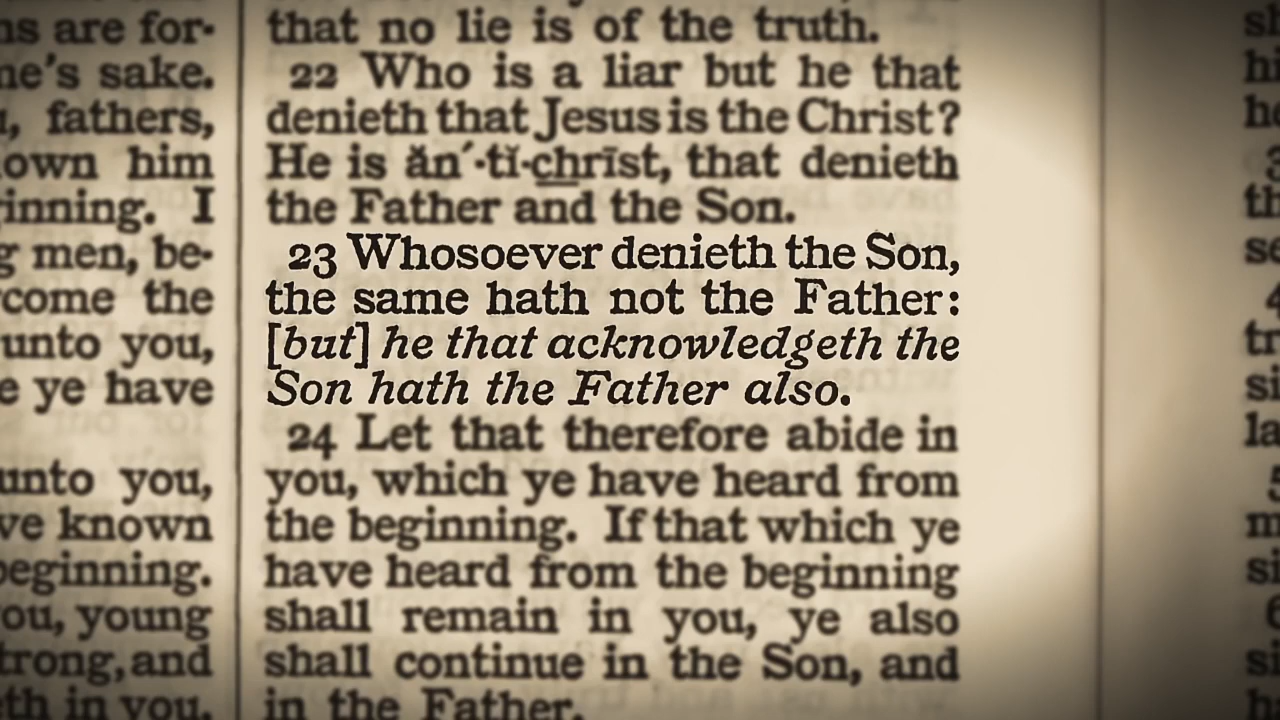 ns are for-
ne's sake.
, fathers,
own him
inning. I
g men, be-
come the
unto you,
e ye have
unto you,
ve known
beginning.
ou, young
trong, and
eth in you.
that no lie is of the truth.
22 Who is a liar but he that
denieth that Jesus is the Christ?
He is ăn´-tĭ-chrīst, that denieth
the Father and the Son.
23 Whosoever denieth the Son,
the same hath not the Father:
[but] he that acknowledgeth the
Son hath the Father also.
24 Let that therefore abide in
you, which ye have heard from
the beginning. If that which ye
have heard from the beginning
shall remain in you, ye also
shall continue in the Son, and
in the Father.